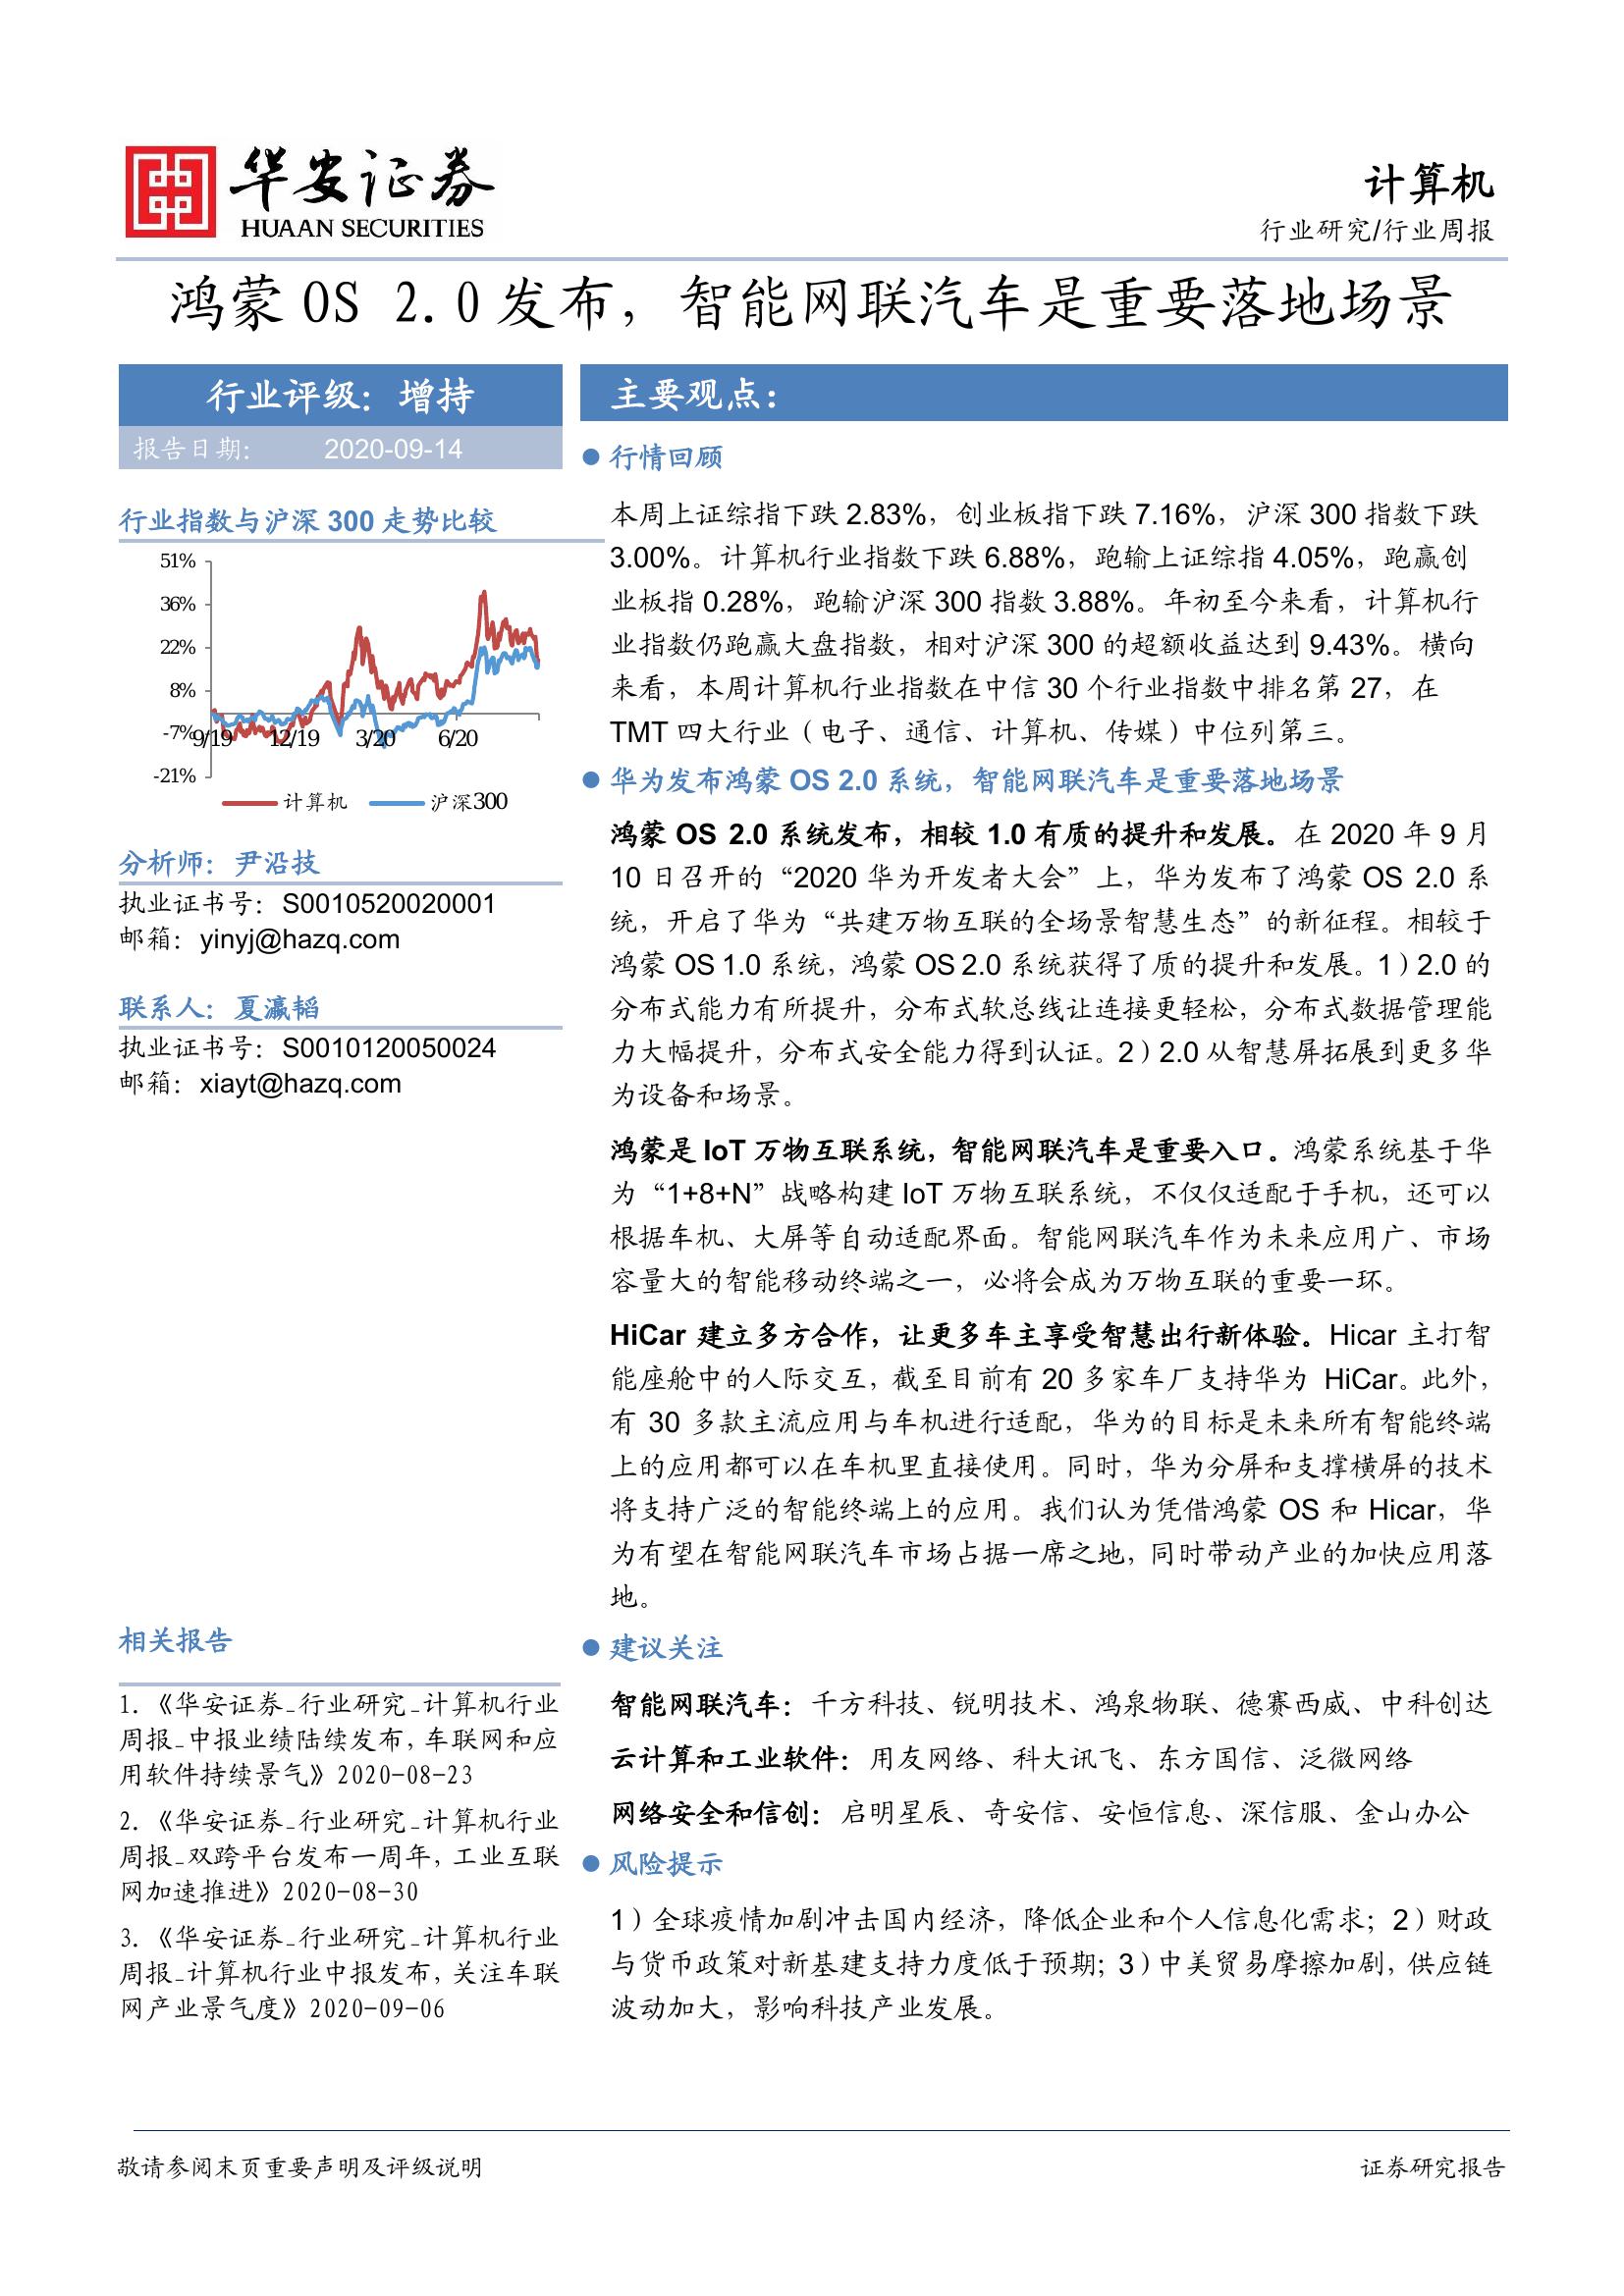 华安证券
HUAAN SECURITIES
计算机
行业研究/行业周报
鸿蒙 OS 2.0 发布，智能网联汽车是重要落地场景
行业评级：增持
报告日期： 2020-09-14
行业指数与沪深 300 走势比较
51%
36%
22%
8%
-7%
-21%
9/19 12/19 3/20 6/20
计算机 沪深300
分析师：尹沿技
执业证书号：S0010520020001
邮箱：yinyj@hazq.com
联系人：夏瀛韬
执业证书号：S0010120050024
邮箱：xiayt@hazq.com
相关报告
1.《华安证券_行业研究_计算机行业
周报_中报业绩陆续发布，车联网和应
用软件持续景气》2020-08-23
2.《华安证券_行业研究_计算机行业
周报_双跨平台发布一周年，工业互联
网加速推进》2020-08-30
3.《华安证券_行业研究_计算机行业
周报_计算机行业中报发布，关注车联
网产业景气度》2020-09-06
主要观点：
● 行情回顾
本周上证综指下跌 2.83%，创业板指下跌 7.16%，沪深 300 指数下跌
3.00%。计算机行业指数下跌 6.88%，跑输上证综指 4.05%，跑赢创
业板指 0.28%，跑输沪深 300 指数 3.88%。年初至今来看，计算机行
业指数仍跑赢大盘指数，相对沪深 300 的超额收益达到 9.43%。横向
来看，本周计算机行业指数在中信 30 个行业指数中排名第 27，在
TMT 四大行业（电子、通信、计算机、传媒）中位列第三。
● 华为发布鸿蒙 OS 2.0 系统，智能网联汽车是重要落地场景
鸿蒙 OS 2.0 系统发布，相较 1.0 有质的提升和发展。在 2020 年 9 月
10 日召开的“2020 华为开发者大会”上，华为发布了鸿蒙 OS 2.0 系
统，开启了华为“共建万物互联的全场景智慧生态”的新征程。相较于
鸿蒙 OS 1.0 系统，鸿蒙 OS 2.0 系统获得了质的提升和发展。1）2.0 的
分布式能力有所提升，分布式软总线让连接更轻松，分布式数据管理能
力大幅提升，分布式安全能力得到认证。2）2.0 从智慧屏拓展到更多华
为设备和场景。
鸿蒙是 IoT 万物互联系统，智能网联汽车是重要入口。鸿蒙系统基于华
为“1+8+N”战略构建 IoT 万物互联系统，不仅仅适配于手机，还可以
根据车机、大屏等自动适配界面。智能网联汽车作为未来应用广、市场
容量大的智能移动终端之一，必将会成为万物互联的重要一环。
HiCar 建立多方合作，让更多车主享受智慧出行新体验。Hicar 主打智
能座舱中的人际交互，截至目前有 20 多家车厂支持华为 HiCar。此外，
有 30 多款主流应用与车机进行适配，华为的目标是未来所有智能终端
上的应用都可以在车机里直接使用。同时，华为分屏和支撑横屏的技术
将支持广泛的智能终端上的应用。我们认为凭借鸿蒙 OS 和 Hicar，华
为有望在智能网联汽车市场占据一席之地，同时带动产业的加快应用落
地。
● 建议关注
智能网联汽车：千方科技、锐明技术、鸿泉物联、德赛西威、中科创达
云计算和工业软件：用友网络、科大讯飞、东方国信、泛微网络
网络安全和信创：启明星辰、奇安信、安恒信息、深信服、金山办公
● 风险提示
1）全球疫情加剧冲击国内经济，降低企业和个人信息化需求；2）财政
与货币政策对新基建支持力度低于预期；3）中美贸易摩擦加剧，供应链
波动加大，影响科技产业发展。
敬请参阅末页重要声明及评级说明 证券研究报告